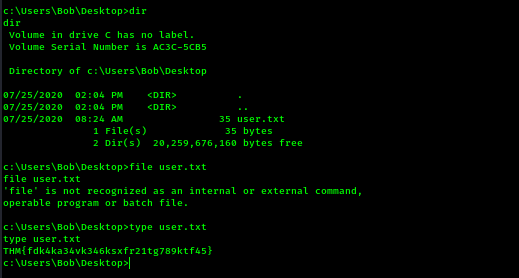 c:\Users\Bob\Desktop>dir
dir
 Volume in drive C has no label.
 Volume Serial Number is AC3C-5CB5

 Directory of c:\Users\Bob\Desktop

07/25/2020  02:04 PM    <DIR>          .
07/25/2020  02:04 PM    <DIR>          ..
07/25/2020  08:24 AM                35 user.txt
               1 File(s)             35 bytes
               2 Dir(s)  20,259,676,160 bytes free

c:\Users\Bob\Desktop>file user.txt
file user.txt
'file' is not recognized as an internal or external command,
operable program or batch file.

c:\Users\Bob\Desktop>type user.txt
type user.txt
THM{fdk4ka34vk346ksxfr21tg789ktf45}
c:\Users\Bob\Desktop>